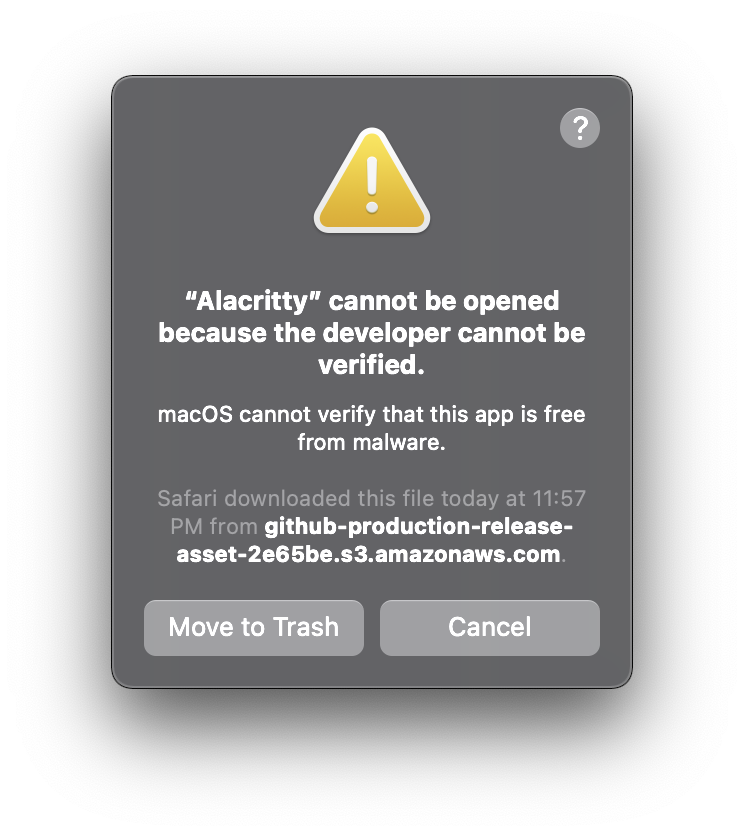 ?
“Alacritty” cannot be opened
because the developer cannot be
verified.
macOS cannot verify that this app is free
from malware.
Safari downloaded this file today at 11:57
PM from github-production-release-
asset-2e65be.s3.amazonaws.com.
Move to Trash
Cancel